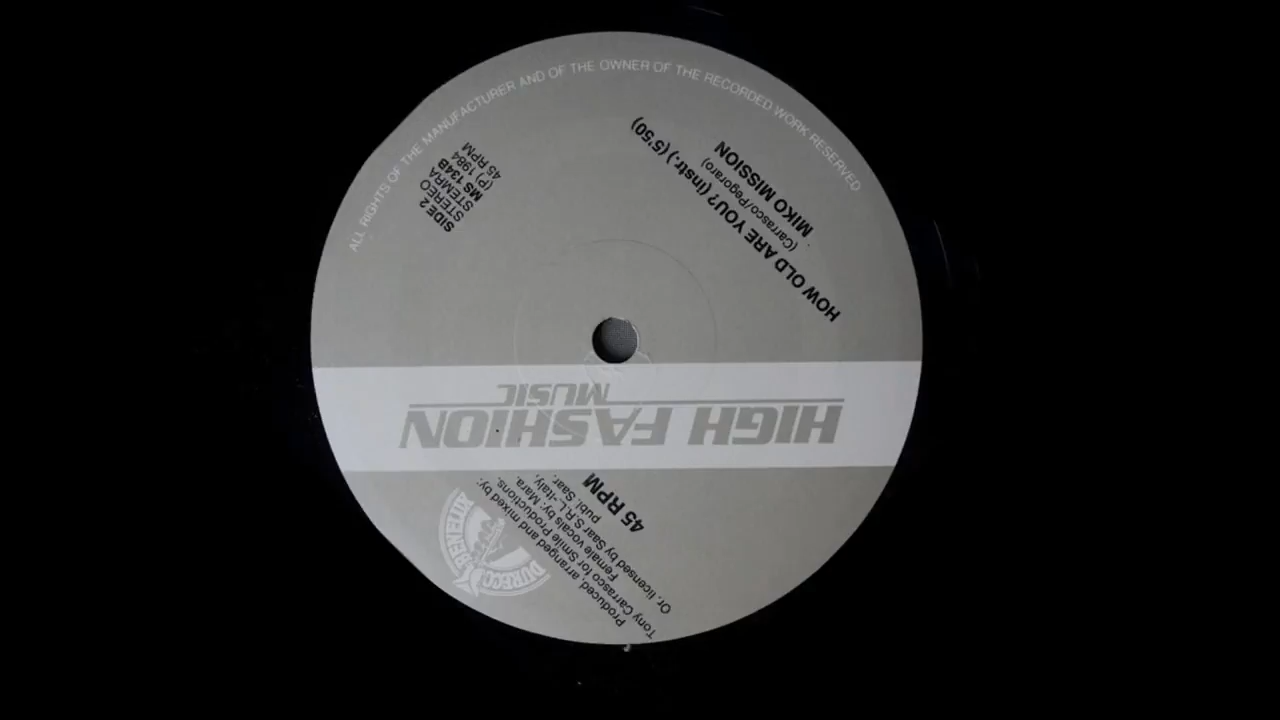 ALL RIGHTS OF THE MANUFACTURER AND OF THE OWNER OF THE RECORDED WORK RESERVED
SIDE 2
STEREO
STEMRA
MS 134B
(P) 1984
45 RPM
HOW OLD ARE YOU? (instr.) (5:50)
(Carrasco/Pegoraro)
MIKO MISSION
HIGH FASHION
MUSIC
45 RPM
Produced, arranged and mixed by:
Tony Carrasco for Smile Productions,
Female vocals by: Mara,
Or. licensed by Saar S.R.L.-Italy,
publ. Saar.
DURECO
BENELUX